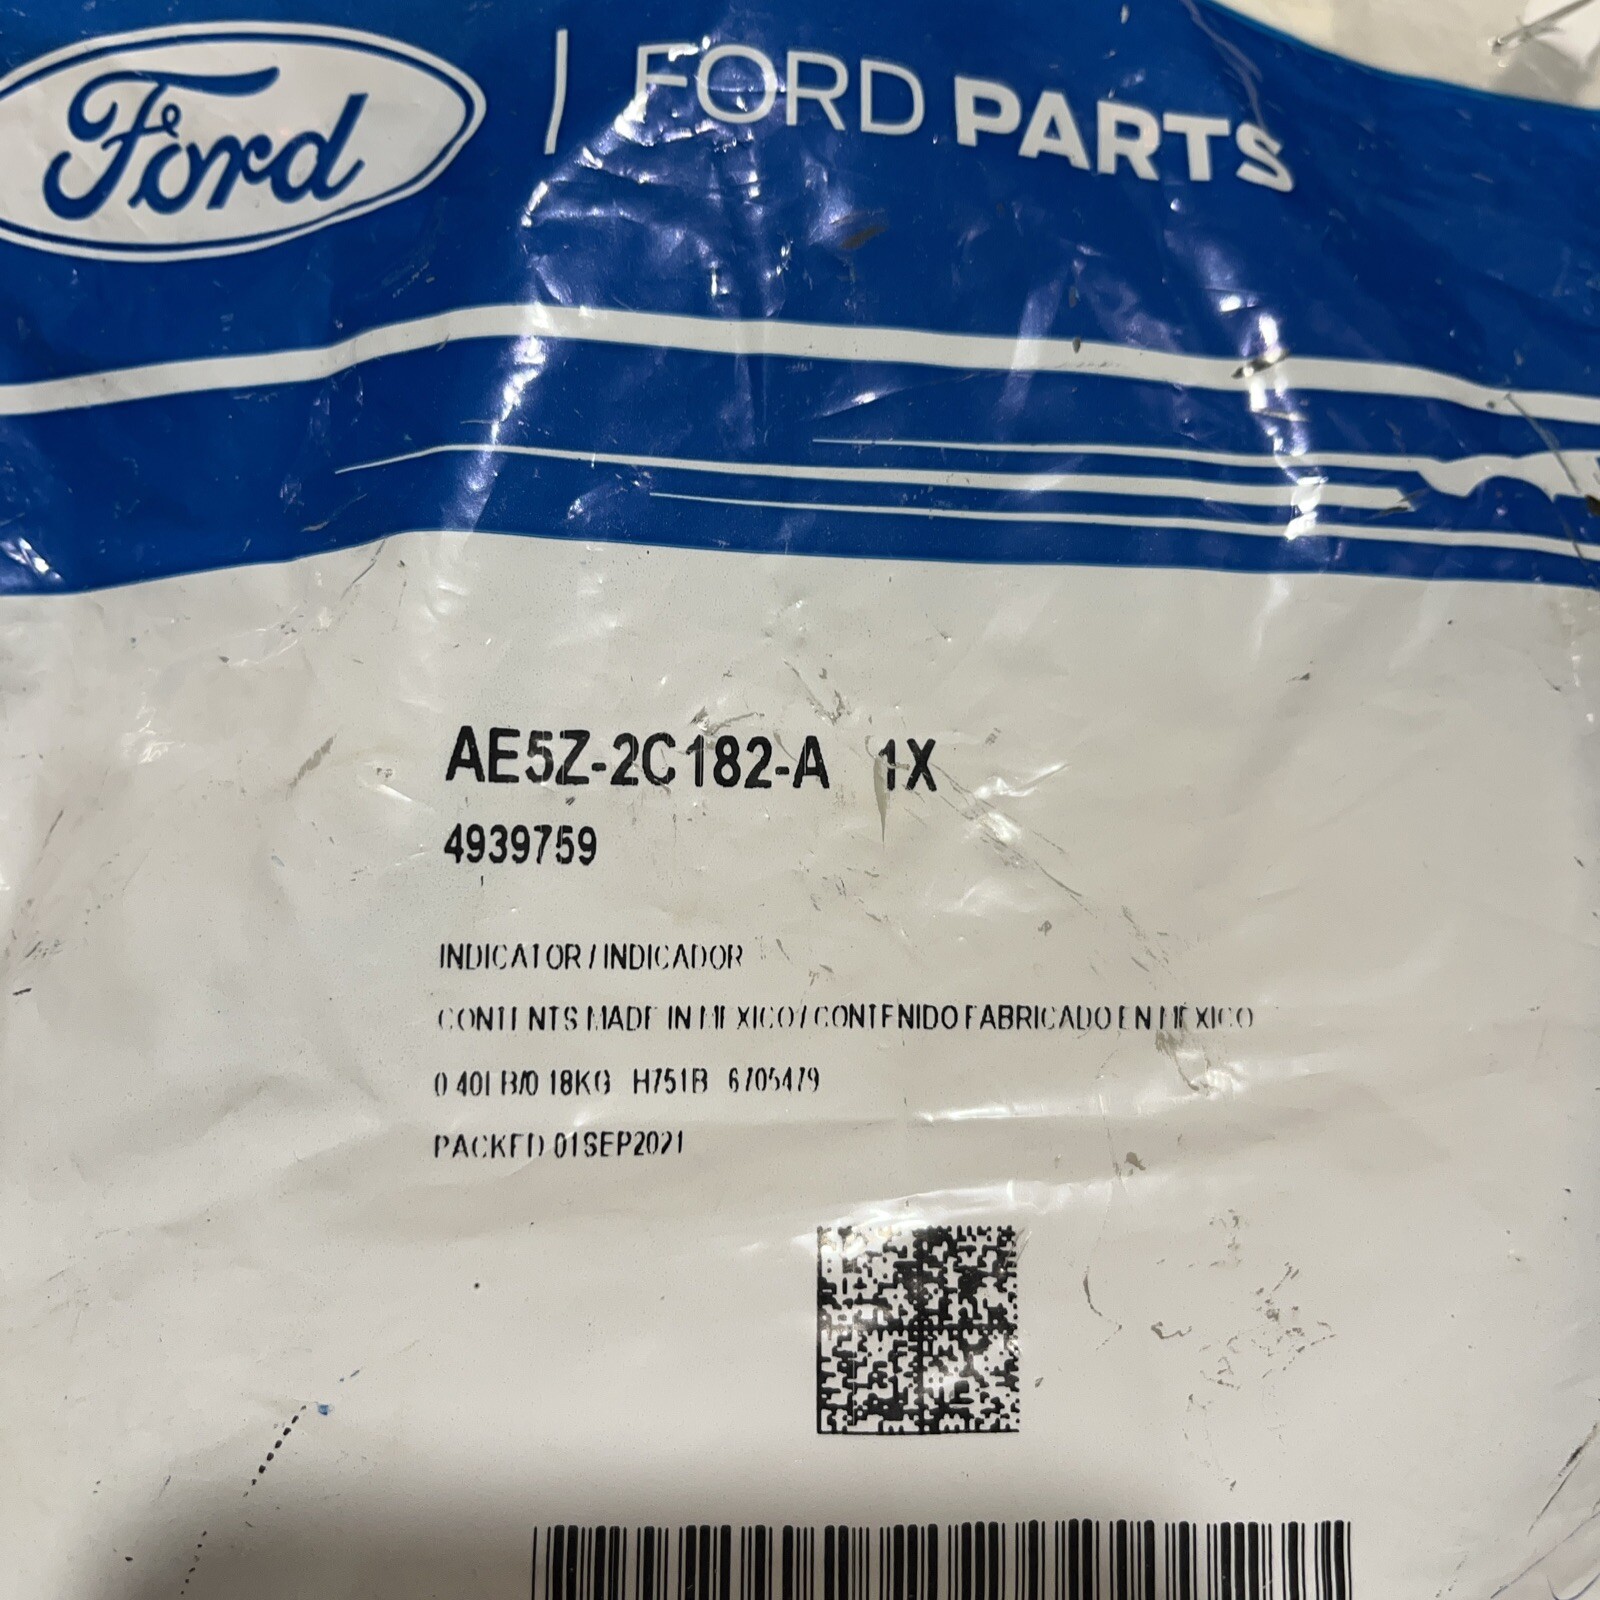 Ford | FORD PARTS
AE5Z-2C182-A 1X
4939759
INDICATOR / INDICADOR
CONTENTS MADE IN MEXICO / CONTENIDO FABRICADO EN MEXICO
0.40LB/0.18KG H751B 6705479
PACKED 01SEP2021